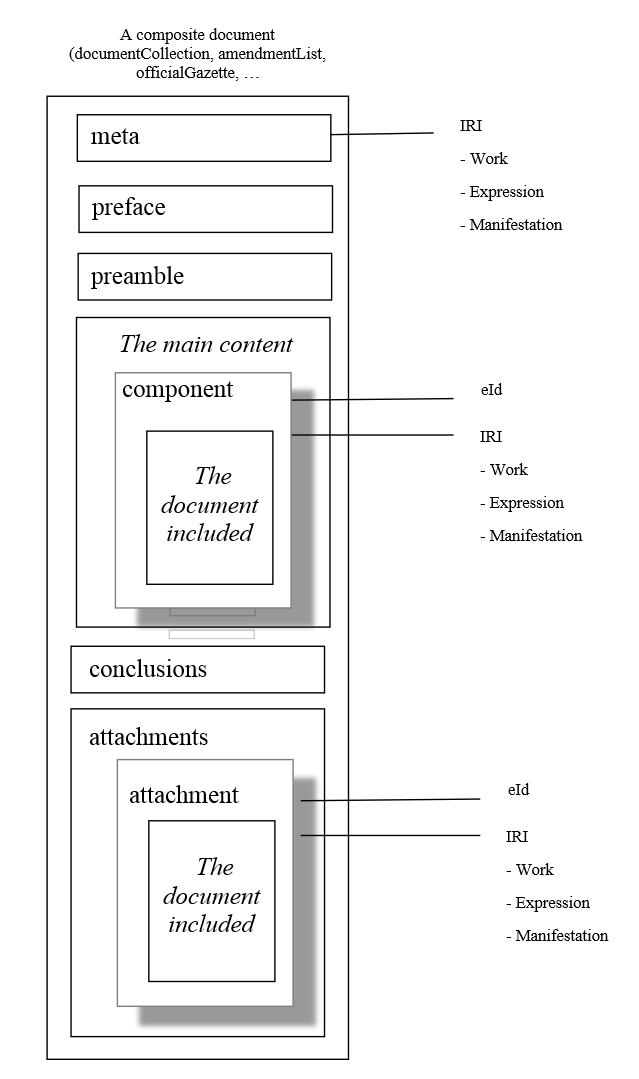 A composite document
(documentCollection, amendmentList,
officialGazette, …
meta
IRI
- Work
- Expression
- Manifestation
preface
preamble
The main content
component
eId
IRI
- Work
- Expression
- Manifestation
The
document
included
conclusions
attachments
attachment
eId
IRI
- Work
- Expression
- Manifestation
The
document
included